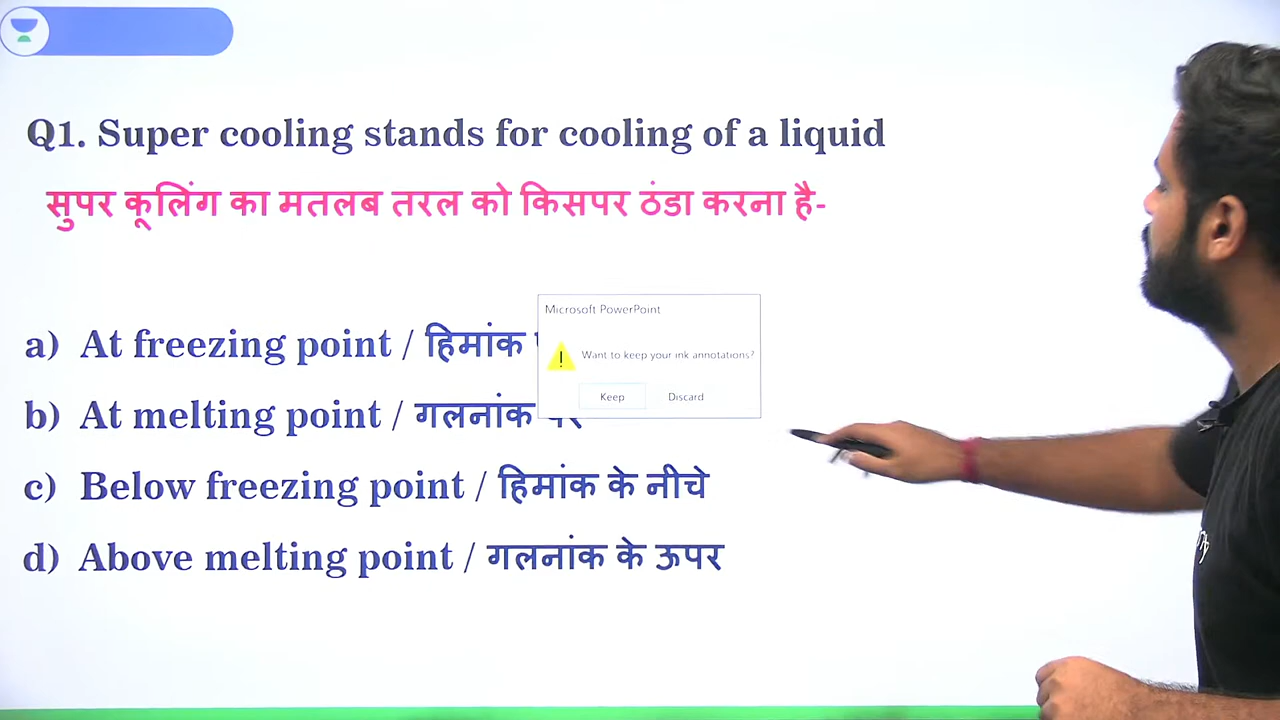 Q1. Super cooling stands for cooling of a liquid
सुपर कूलिंग का मतलब तरल को किसपर ठंडा करना है-
Microsoft PowerPoint
Want to keep your ink annotations?
Keep Discard
a) At freezing point / हिमांक
b) At melting point / गलनांक पर
c) Below freezing point / हिमांक के नीचे
d) Above melting point / गलनांक के ऊपर